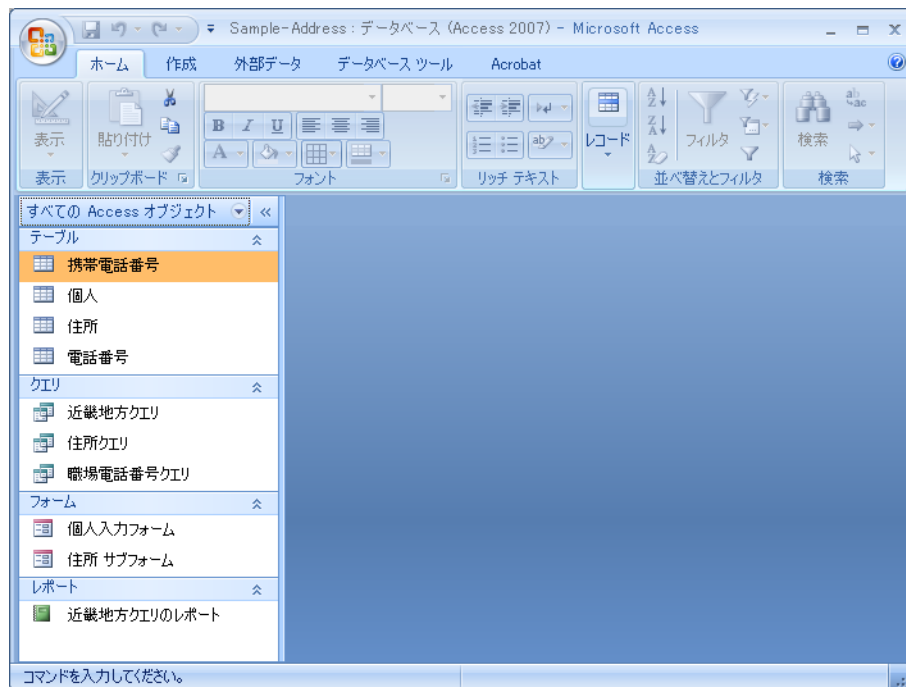 Sample-Address : データベース (Access 2007) - Microsoft Access
ホーム 作成 外部データ データベース ツール Acrobat
表示 貼り付け B I U A ab レコード A Z Z A A Z フィルタ 検索 ab ac
表示 クリップボード フォント リッチ テキスト 並べ替えとフィルタ 検索
すべての Access オブジェクト
テーブル
携帯電話番号
個人
住所
電話番号
クエリ
近畿地方クエリ
住所クエリ
職場電話番号クエリ
フォーム
個人入力フォーム
住所 サブフォーム
レポート
近畿地方クエリのレポート
コマンドを入力してください。